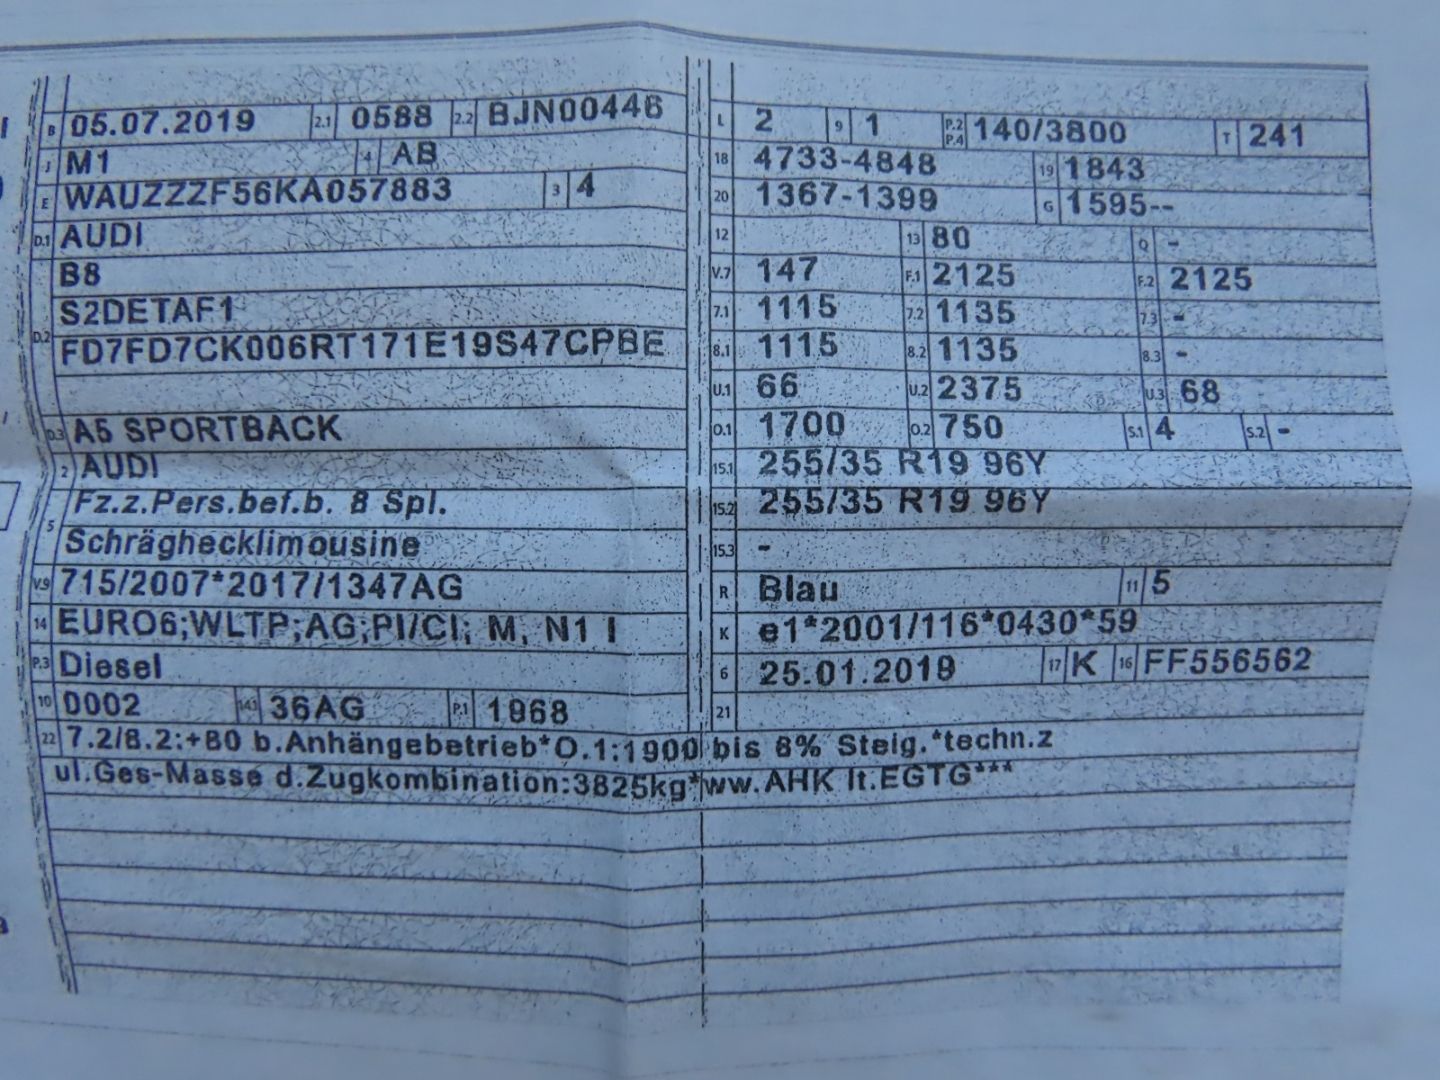 B 05.07.2019 2.1 0588 2.2 BJN00446
J M1 4 AB
E WAUZZZF56KA057883 3 4
D.1 AUDI
B8
D.2 S2DETAF1
FD7FD7CK006RT171E19S47CPBE
D.3 A5 SPORTBACK
2 AUDI
5 Fz.z.Pers.bef.b. 8 Spl.
Schräghecklimousine
V.9 715/2007*2017/1347AG
14 EURO6;WLTP;AG;PI/CI; M, N1 I
P.3 Diesel
10 0002 14.1 36AG P.1 1968
L 2 9 1 P.2 P.4 140/3800 T 241
18 4733-4848 19 1843
20 1367-1399 G 1595--
12 13 80 Q -
V.7 147 F.1 2125 F.2 2125
7.1 1115 7.2 1135 7.3 -
8.1 1115 8.2 1135 8.3 -
U.1 66 U.2 2375 U.3 68
O.1 1700 O.2 750 S.1 4 S.2 -
15.1 255/35 R19 96Y
15.2 255/35 R19 96Y
15.3 -
R Blau 11 5
K e1*2001/116*0430*59
6 25.01.2019 17 K 16 FF556562
21
22 7.2/8.2:+80 b.Anhängebetrieb*O.1:1900 bis 8% Steig.*techn.z
ul.Ges-Masse d.Zugkombination:3825kg*ww.AHK lt.EGTG***